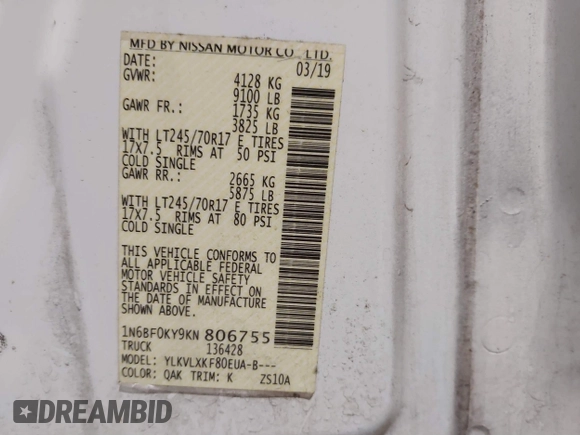 MFD BY NISSAN MOTOR CO., LTD.
DATE: 03/19
GVWR: 4128 KG
9100 LB
GAWR FR.: 1735 KG
3825 LB
WITH LT245/70R17 E TIRES
17X7.5 RIMS AT 50 PSI
COLD SINGLE
GAWR RR.: 2665 KG
5875 LB
WITH LT245/70R17 E TIRES
17X7.5 RIMS AT 80 PSI
COLD SINGLE
THIS VEHICLE CONFORMS TO
ALL APPLICABLE FEDERAL
MOTOR VEHICLE SAFETY
STANDARDS IN EFFECT ON
THE DATE OF MANUFACTURE
SHOWN ABOVE.
1N6BF0KY9KN 806755
TRUCK 136428
MODEL: YLKVLXKF80EUA-B---
COLOR: QAK TRIM: K ZS10A
DREAMBID